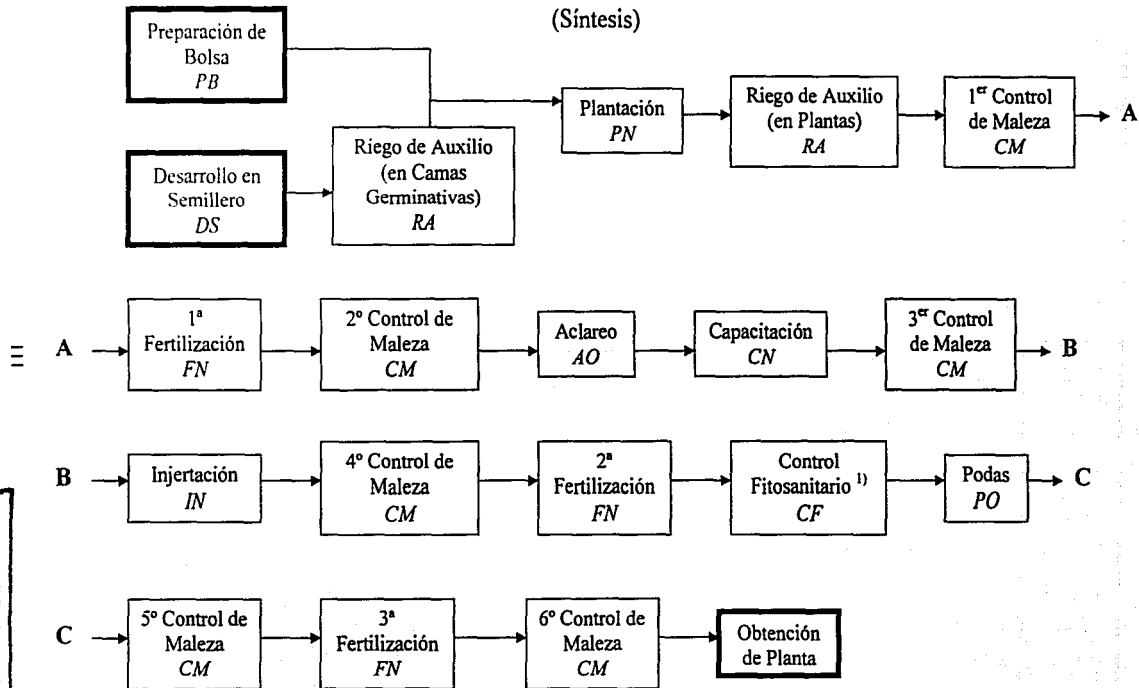 (Síntesis)
Preparación de
Bolsa
PB
Desarrollo en
Semillero
DS
Riego de Auxilio
(en Camas
Germinativas)
RA
Plantación
PN
Riego de Auxilio
(en Plantas)
RA
1er Control
de Maleza
CM
A
A
1ª
Fertilización
FN
2º Control de
Maleza
CM
Aclareo
AO
Capacitación
CN
3er Control
de Maleza
CM
B
B
Injertación
IN
4º Control de
Maleza
CM
2ª
Fertilización
FN
Control
Fitosanitario 1)
CF
Podas
PO
C
C
5º Control de
Maleza
CM
3ª
Fertilización
FN
6º Control de
Maleza
CM
Obtención
de Planta